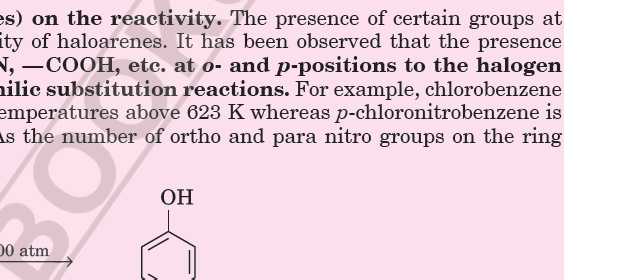 es) on the reactivity. The presence of certain groups at
ity of haloarenes. It has been observed that the presence
N, —COOH, etc. at o- and p-positions to the halogen
hilic substitution reactions. For example, chlorobenzene
emperatures above 623 K whereas p-chloronitrobenzene is
As the number of ortho and para nitro groups on the ring
OH
00 atm
BOOK